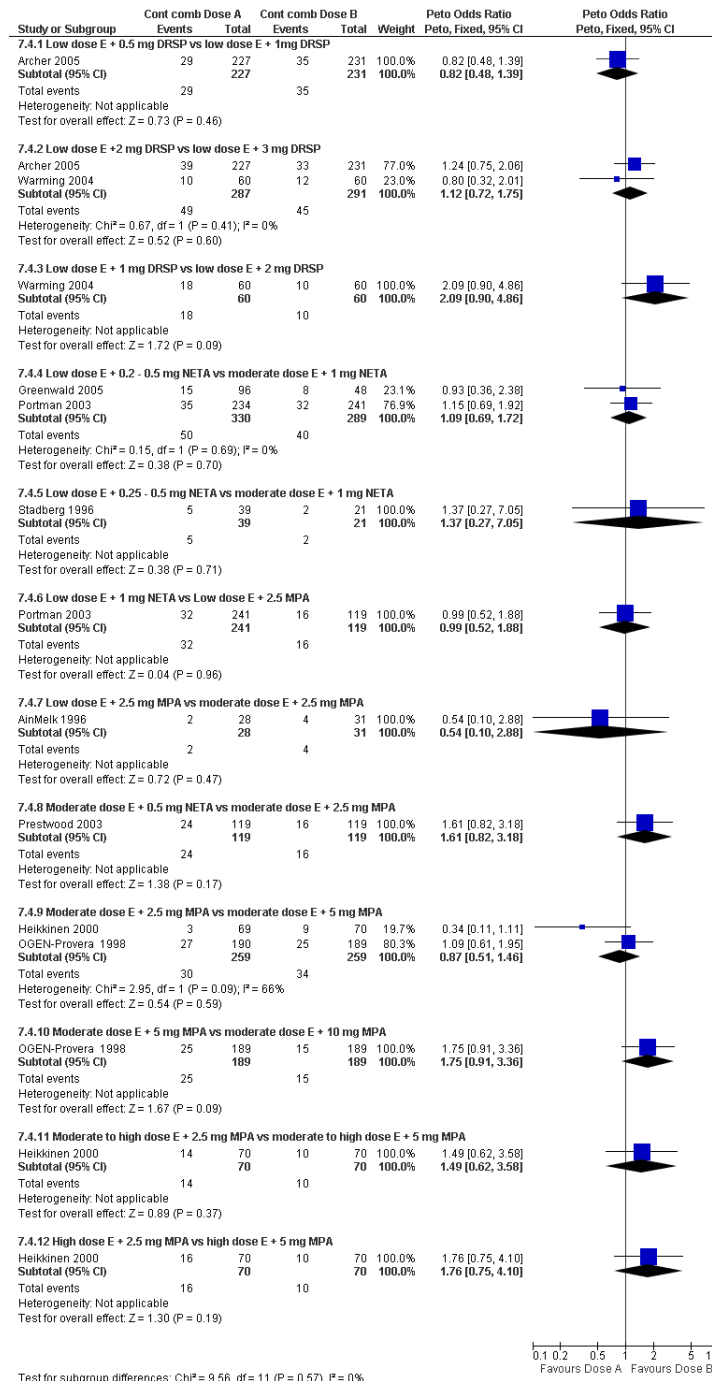 Cont comb Dose A Cont comb Dose B Peto Odds Ratio Peto Odds Ratio
Study or Subgroup Events Total Events Total Weight Peto, Fixed, 95% CI Peto, Fixed, 95% CI
7.4.1 Low dose E + 0.5 mg DRSP vs low dose E + 1mg DRSP
Archer 2005 29 227 35 231 100.0% 0.82 [0.48, 1.39]
Subtotal (95% CI) 227 231 100.0% 0.82 [0.48, 1.39]
Total events 29 35
Heterogeneity: Not applicable
Test for overall effect: Z = 0.73 (P = 0.46)
7.4.2 Low dose E +2 mg DRSP vs low dose E + 3 mg DRSP
Archer 2005 39 227 33 231 77.0% 1.24 [0.75, 2.06]
Warming 2004 10 60 12 60 23.0% 0.80 [0.32, 2.01]
Subtotal (95% CI) 287 291 100.0% 1.12 [0.72, 1.75]
Total events 49 45
Heterogeneity: Chi² = 0.67, df = 1 (P = 0.41); I² = 0%
Test for overall effect: Z = 0.52 (P = 0.60)
7.4.3 Low dose E + 1 mg DRSP vs low dose E + 2 mg DRSP
Warming 2004 18 60 10 60 100.0% 2.09 [0.90, 4.86]
Subtotal (95% CI) 60 60 100.0% 2.09 [0.90, 4.86]
Total events 18 10
Heterogeneity: Not applicable
Test for overall effect: Z = 1.72 (P = 0.09)
7.4.4 Low dose E + 0.2 - 0.5 mg NETA vs moderate dose E + 1 mg NETA
Greenwald 2005 15 96 8 48 23.1% 0.93 [0.36, 2.38]
Portman 2003 35 234 32 241 76.9% 1.15 [0.69, 1.92]
Subtotal (95% CI) 330 289 100.0% 1.09 [0.69, 1.72]
Total events 50 40
Heterogeneity: Chi² = 0.15, df = 1 (P = 0.69); I² = 0%
Test for overall effect: Z = 0.38 (P = 0.70)
7.4.5 Low dose E + 0.25 - 0.5 mg NETA vs moderate dose E + 1 mg NETA
Stadberg 1996 5 39 2 21 100.0% 1.37 [0.27, 7.05]
Subtotal (95% CI) 39 21 100.0% 1.37 [0.27, 7.05]
Total events 5 2
Heterogeneity: Not applicable
Test for overall effect: Z = 0.38 (P = 0.71)
7.4.6 Low dose E + 1 mg NETA vs Low dose E + 2.5 MPA
Portman 2003 32 241 16 119 100.0% 0.99 [0.52, 1.88]
Subtotal (95% CI) 241 119 100.0% 0.99 [0.52, 1.88]
Total events 32 16
Heterogeneity: Not applicable
Test for overall effect: Z = 0.04 (P = 0.96)
7.4.7 Low dose E + 2.5 mg MPA vs moderate dose E + 2.5 mg MPA
AinMelk 1996 2 28 4 31 100.0% 0.54 [0.10, 2.88]
Subtotal (95% CI) 28 31 100.0% 0.54 [0.10, 2.88]
Total events 2 4
Heterogeneity: Not applicable
Test for overall effect: Z = 0.72 (P = 0.47)
7.4.8 Moderate dose E + 0.5 mg NETA vs moderate dose E + 2.5 mg MPA
Prestwood 2003 24 119 16 119 100.0% 1.61 [0.82, 3.18]
Subtotal (95% CI) 119 119 100.0% 1.61 [0.82, 3.18]
Total events 24 16
Heterogeneity: Not applicable
Test for overall effect: Z = 1.38 (P = 0.17)
7.4.9 Moderate dose E + 2.5 mg MPA vs moderate dose E + 5 mg MPA
Heikkinen 2000 3 69 9 70 19.7% 0.34 [0.11, 1.11]
OGEN-Provera 1998 27 190 25 189 80.3% 1.09 [0.61, 1.95]
Subtotal (95% CI) 259 259 100.0% 0.87 [0.51, 1.46]
Total events 30 34
Heterogeneity: Chi² = 2.95, df = 1 (P = 0.09); I² = 66%
Test for overall effect: Z = 0.54 (P = 0.59)
7.4.10 Moderate dose E + 5 mg MPA vs moderate dose E + 10 mg MPA
OGEN-Provera 1998 25 189 15 189 100.0% 1.75 [0.91, 3.36]
Subtotal (95% CI) 189 189 100.0% 1.75 [0.91, 3.36]
Total events 25 15
Heterogeneity: Not applicable
Test for overall effect: Z = 1.67 (P = 0.09)
7.4.11 Moderate to high dose E + 2.5 mg MPA vs moderate to high dose E + 5 mg MPA
Heikkinen 2000 14 70 10 70 100.0% 1.49 [0.62, 3.58]
Subtotal (95% CI) 70 70 100.0% 1.49 [0.62, 3.58]
Total events 14 10
Heterogeneity: Not applicable
Test for overall effect: Z = 0.89 (P = 0.37)
7.4.12 High dose E + 2.5 mg MPA vs high dose E + 5 mg MPA
Heikkinen 2000 16 70 10 70 100.0% 1.76 [0.75, 4.10]
Subtotal (95% CI) 70 70 100.0% 1.76 [0.75, 4.10]
Total events 16 10
Heterogeneity: Not applicable
Test for overall effect: Z = 1.30 (P = 0.19)
0.1 0.2 0.5 1 2 5 1
Favours Dose A Favours Dose B
Test for subgroup differences: Chi² = 9.56, df = 11 (P = 0.57), I² = 0%